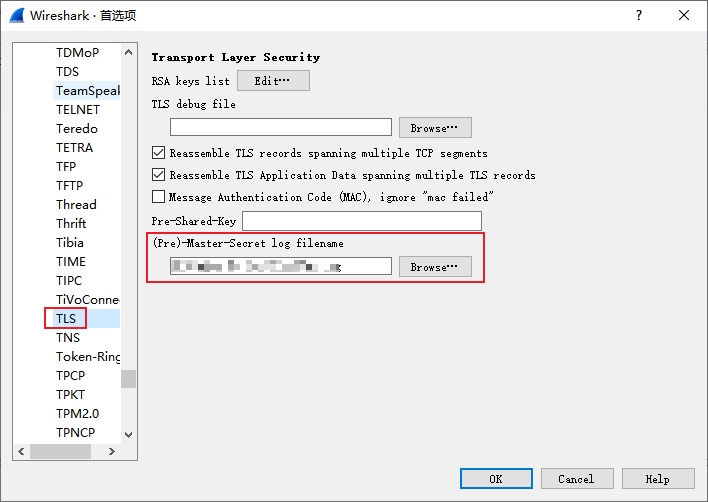 Wireshark · 首选项
TDMoP
TDS
TeamSpeak
TELNET
Teredo
TETRA
TFP
TFTP
Thread
Thrift
Tibia
TIME
TIPC
TiVoConnec
TLS
TNS
Token-Ring
TPCP
TPKT
TPM2.0
TPNCP
Transport Layer Security
RSA keys list Edit…
TLS debug file
Browse…
Reassemble TLS records spanning multiple TCP segments
Reassemble TLS Application Data spanning multiple TLS records
Message Authentication Code (MAC), ignore "mac failed"
Pre-Shared-Key
(Pre)-Master-Secret log filename
Browse…
OK Cancel Help